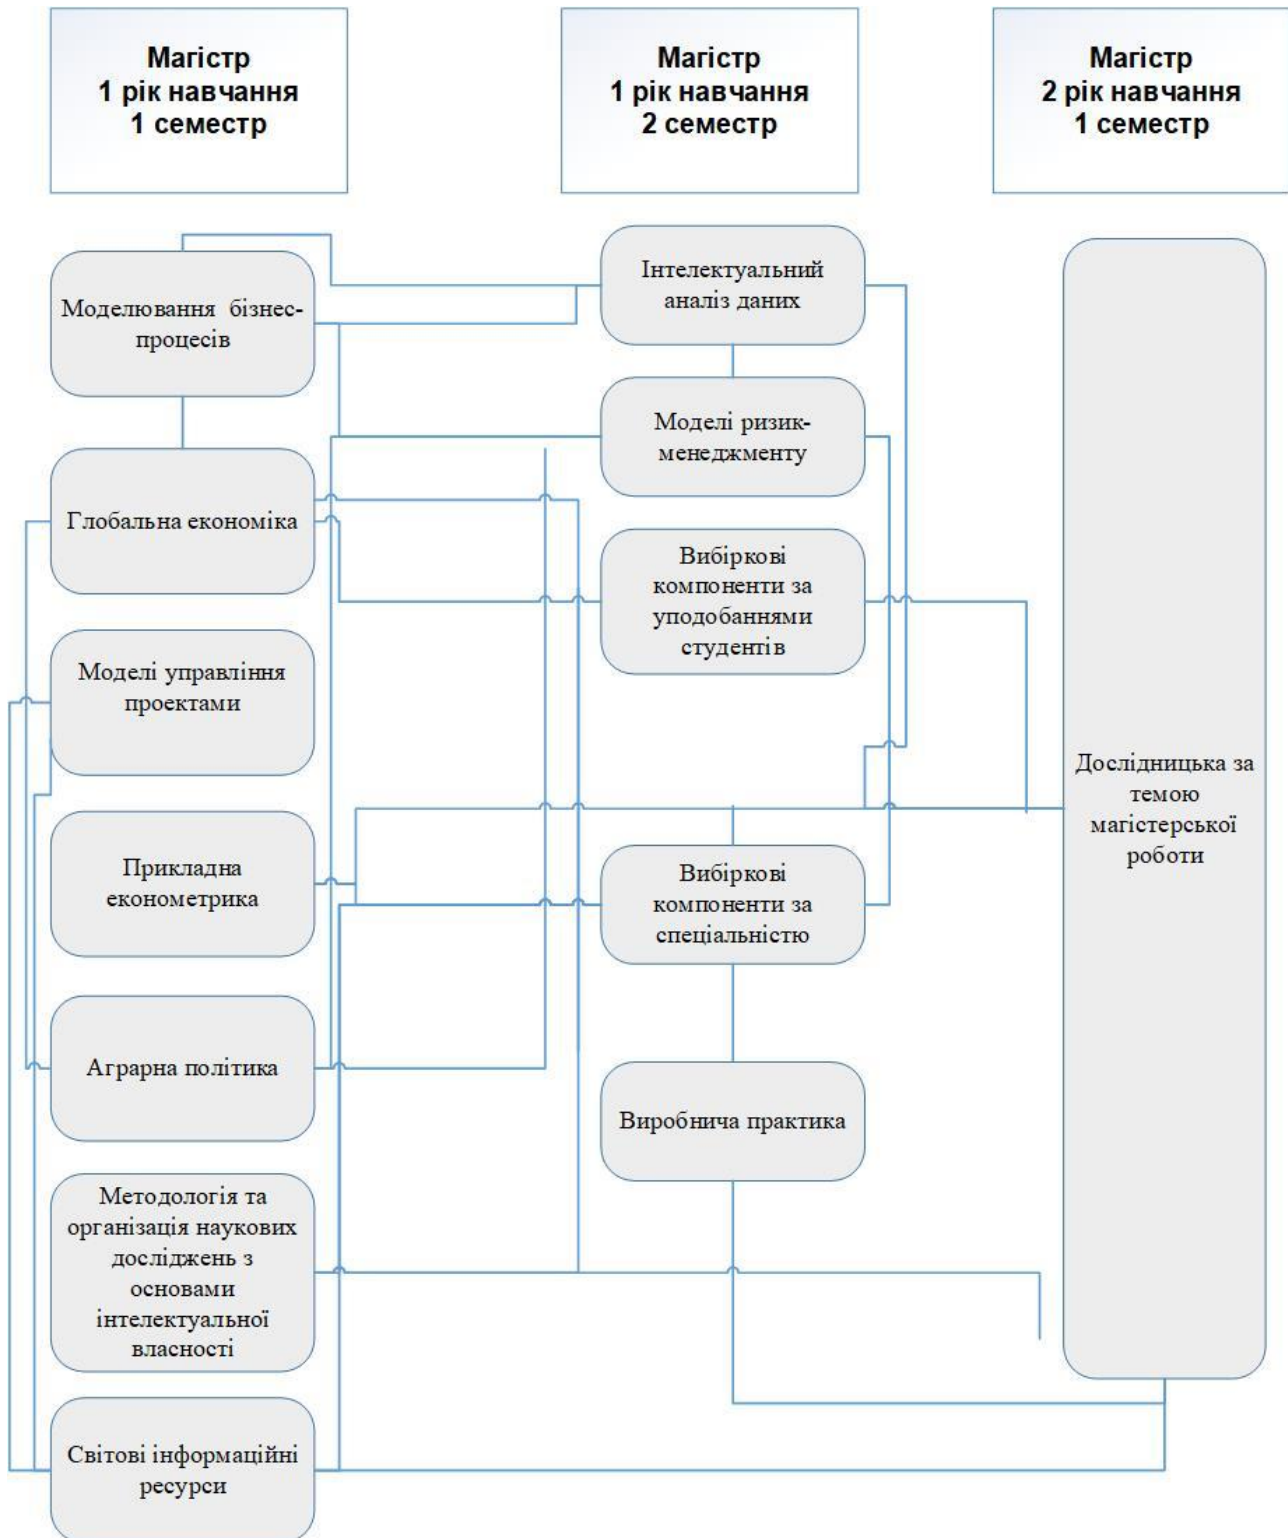 Магістр
1 рік навчання
1 семестр
Магістр
1 рік навчання
2 семестр
Магістр
2 рік навчання
1 семестр
Моделювання бізнес-
процесів
Глобальна економіка
Моделі управління
проектами
Прикладна
економетрика
Аграрна політика
Методологія та
організація наукових
досліджень з
основами
інтелектуальної
власності
Світові інформаційні
ресурси
Інтелектуальний
аналіз даних
Моделі ризик-
менеджменту
Вибіркові
компоненти за
уподобаннями
студентів
Вибіркові
компоненти за
спеціальністю
Виробнича практика
Дослідницька за
темою
магістерської
роботи